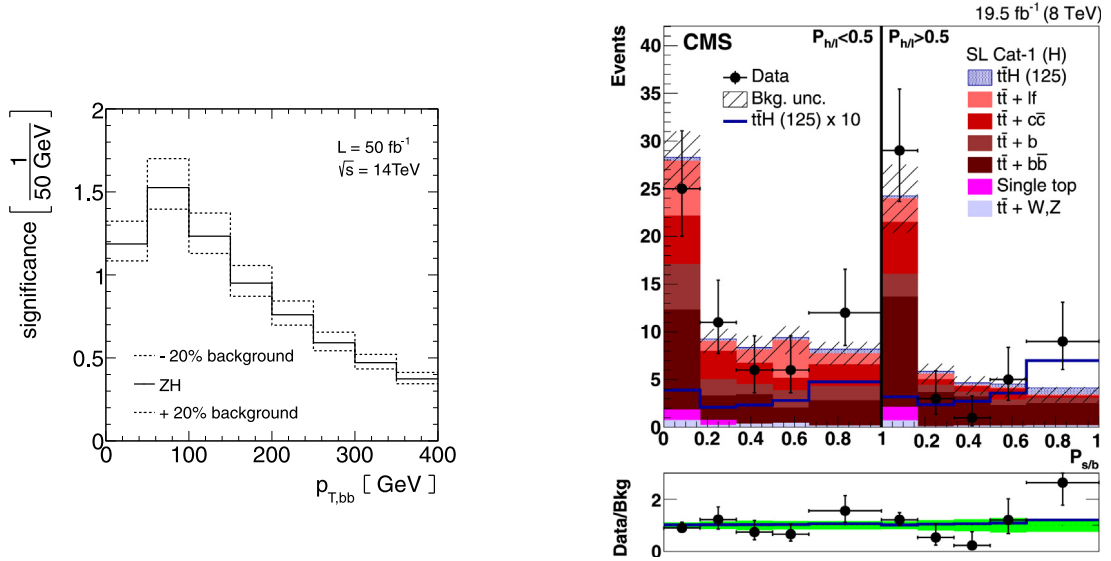 significance [ 1 / 50 GeV ]
2
1.5
1
0.5
0
L = 50 fb⁻¹
√s = 14TeV
- 20% background
ZH
+ 20% background
0 100 200 300 400
p_T,bb [ GeV ]
19.5 fb⁻¹ (8 TeV)
Events
40
35
30
25
20
15
10
5
0
CMS
P_h/l<0.5
P_h/l>0.5
Data
Bkg. unc.
tt̄H (125) x 10
SL Cat-1 (H)
tt̄H (125)
tt̄ + lf
tt̄ + cc̄
tt̄ + b
tt̄ + bb̄
Single top
tt̄ + W,Z
0 0.2 0.4 0.6 0.8 1 0.2 0.4 0.6 0.8 1
P_s/b
Data/Bkg
2
1
0